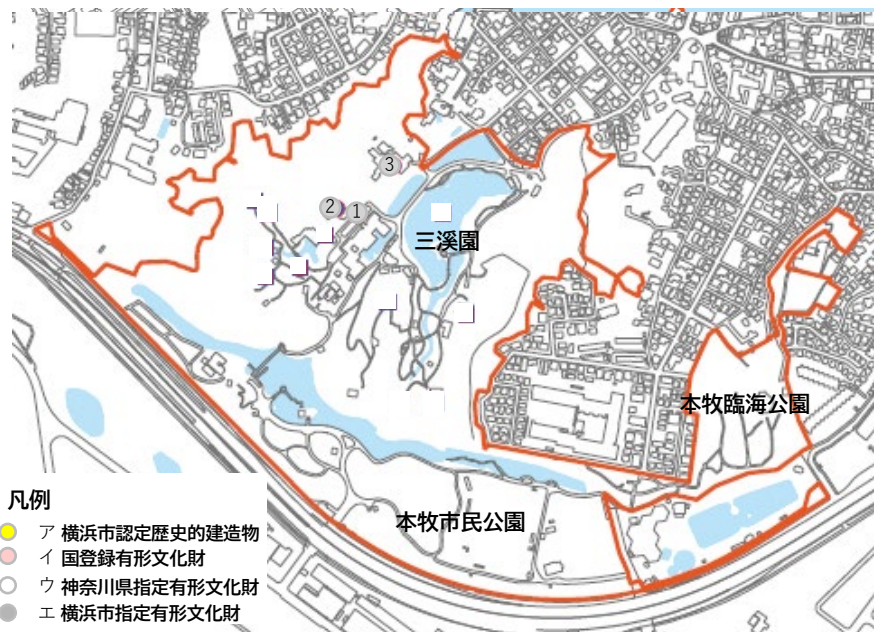 ③
② ①
三溪園
本牧臨海公園
本牧市民公園
凡例
ア 横浜市認定歴史的建造物
イ 国登録有形文化財
ウ 神奈川県指定有形文化財
エ 横浜市指定有形文化財